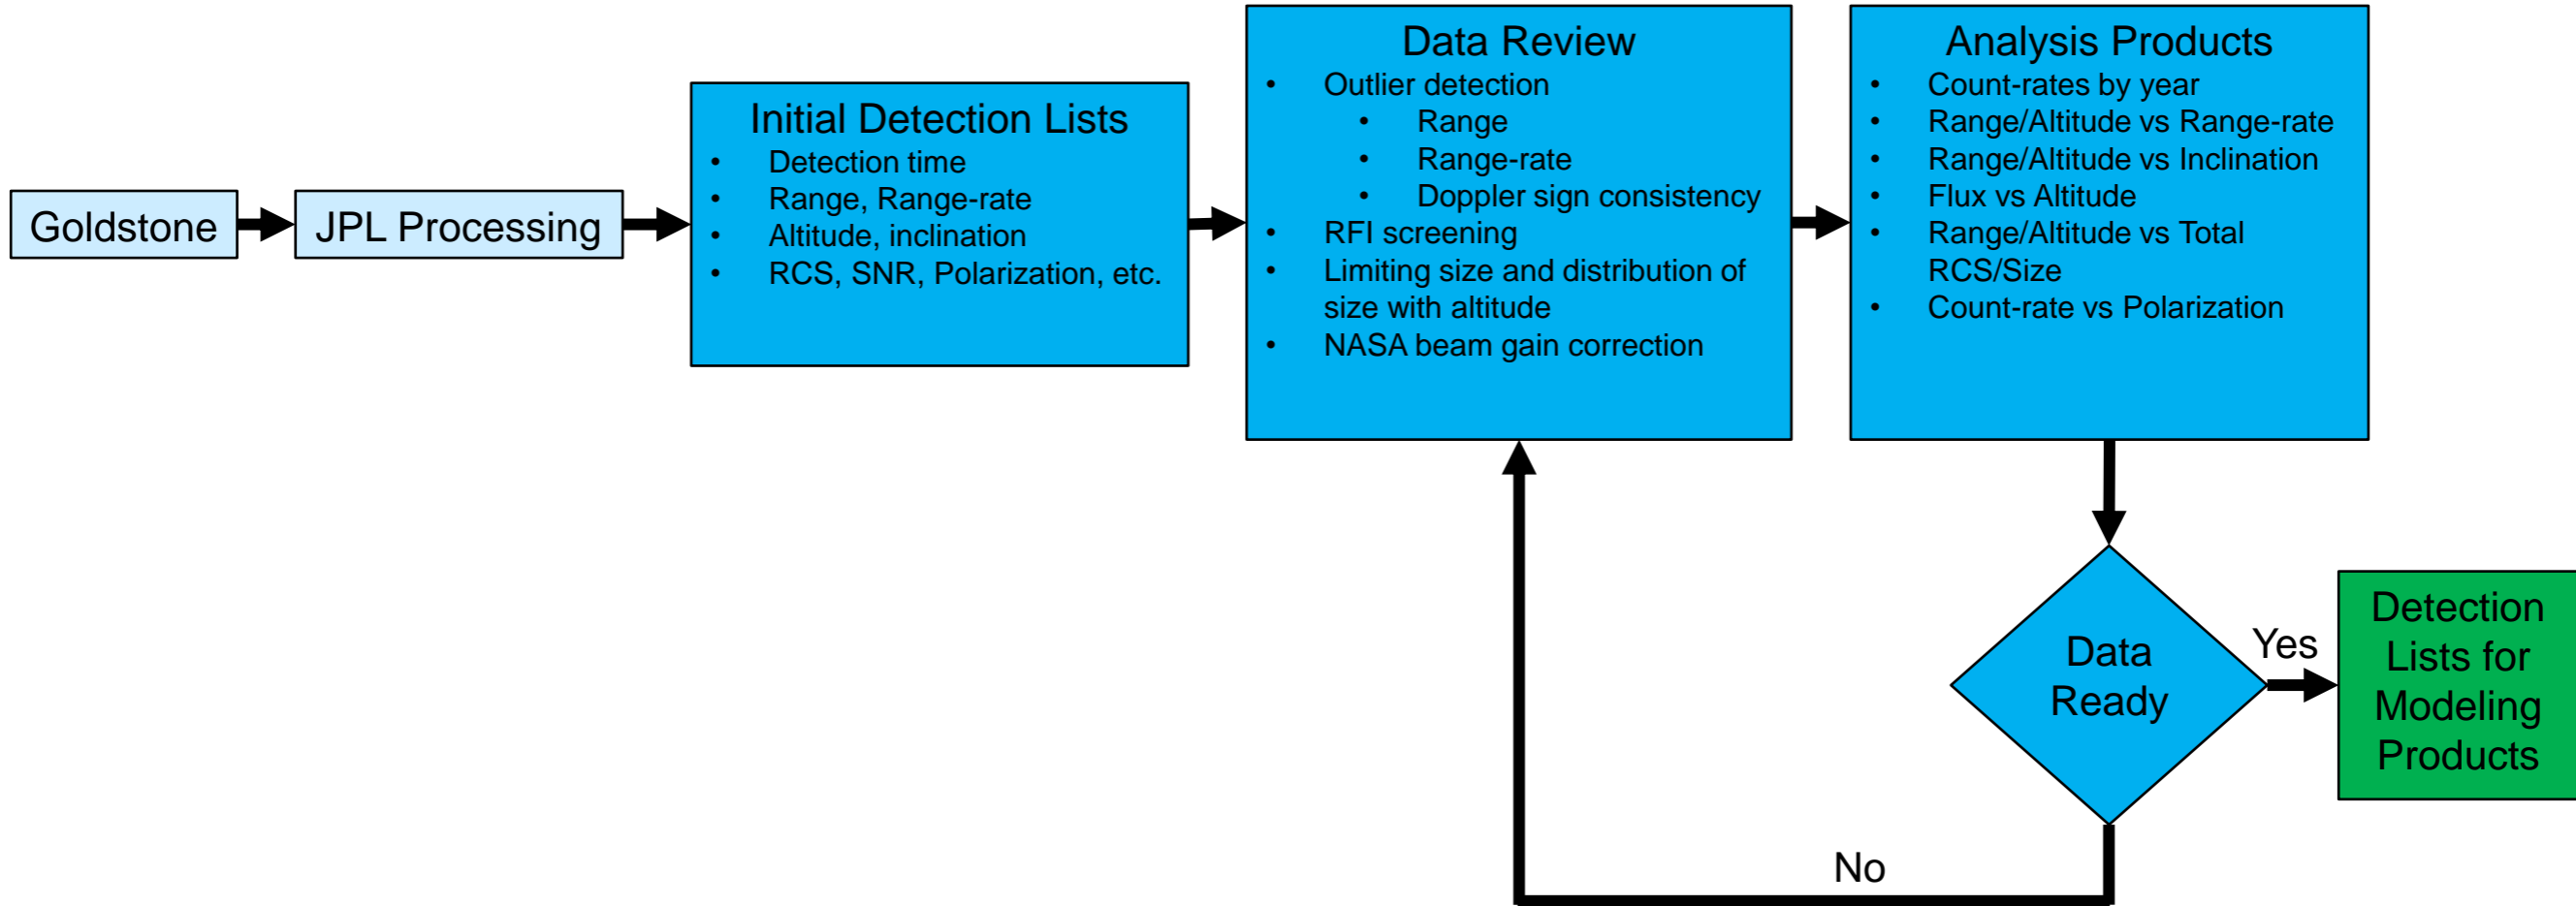 Goldstone
JPL Processing
Initial Detection Lists
• Detection time
• Range, Range-rate
• Altitude, inclination
• RCS, SNR, Polarization, etc.
Data Review
• Outlier detection
• Range
• Range-rate
• Doppler sign consistency
• RFI screening
• Limiting size and distribution of
size with altitude
• NASA beam gain correction
Analysis Products
• Count-rates by year
• Range/Altitude vs Range-rate
• Range/Altitude vs Inclination
• Flux vs Altitude
• Range/Altitude vs Total
RCS/Size
• Count-rate vs Polarization
Data
Ready
Yes
Detection
Lists for
Modeling
Products
No